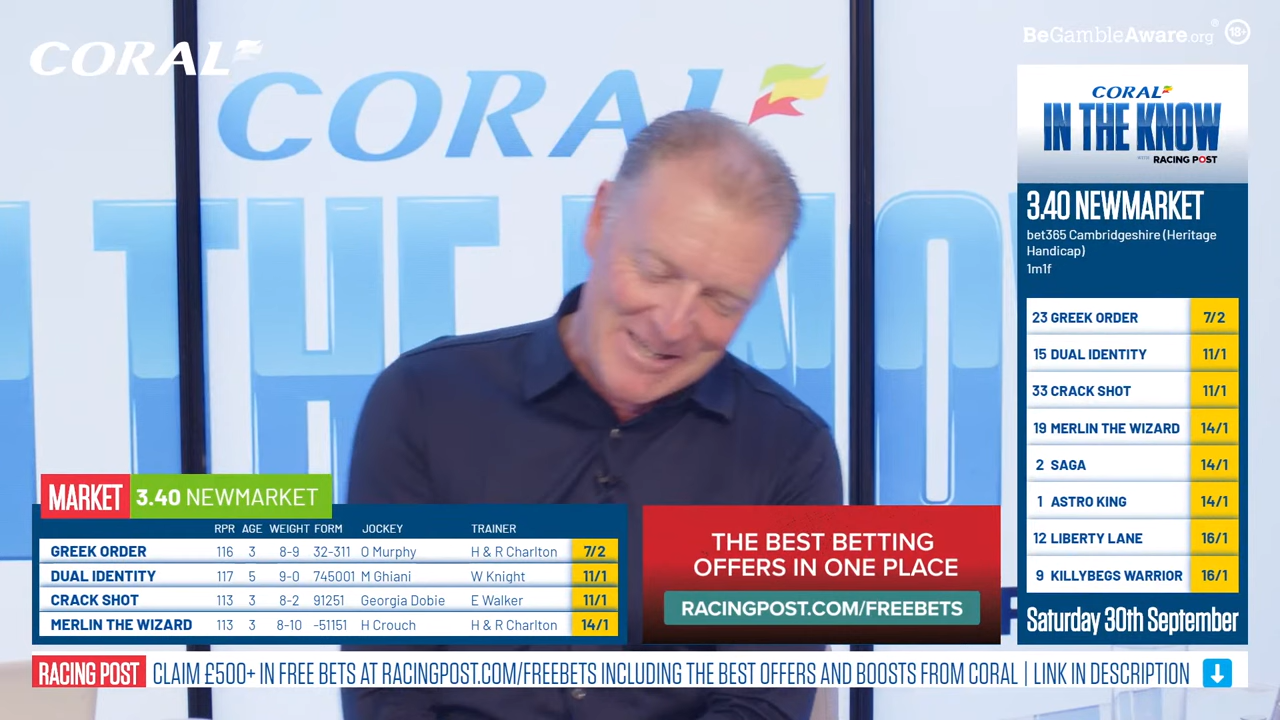 CORAL
BeGambleAware.org® 18+
CORAL
THE KNO
CORAL
IN THE KNOW
WITH RACING POST
3.40 NEWMARKET
bet365 Cambridgeshire (Heritage
Handicap)
1m1f
23 GREEK ORDER 7/2
15 DUAL IDENTITY 11/1
33 CRACK SHOT 11/1
19 MERLIN THE WIZARD 14/1
2 SAGA 14/1
1 ASTRO KING 14/1
12 LIBERTY LANE 16/1
9 KILLYBEGS WARRIOR 16/1
Saturday 30th September
MARKET 3.40 NEWMARKET
RPR AGE WEIGHT FORM JOCKEY TRAINER
GREEK ORDER 116 3 8-9 32-311 O Murphy H & R Charlton 7/2
DUAL IDENTITY 117 5 9-0 745001 M Ghiani W Knight 11/1
CRACK SHOT 113 3 8-2 91251 Georgia Dobie E Walker 11/1
MERLIN THE WIZARD 113 3 8-10 -51151 H Crouch H & R Charlton 14/1
THE BEST BETTING
OFFERS IN ONE PLACE
RACINGPOST.COM/FREEBETS
RACING POST CLAIM £500+ IN FREE BETS AT RACINGPOST.COM/FREEBETS INCLUDING THE BEST OFFERS AND BOOSTS FROM CORAL | LINK IN DESCRIPTION